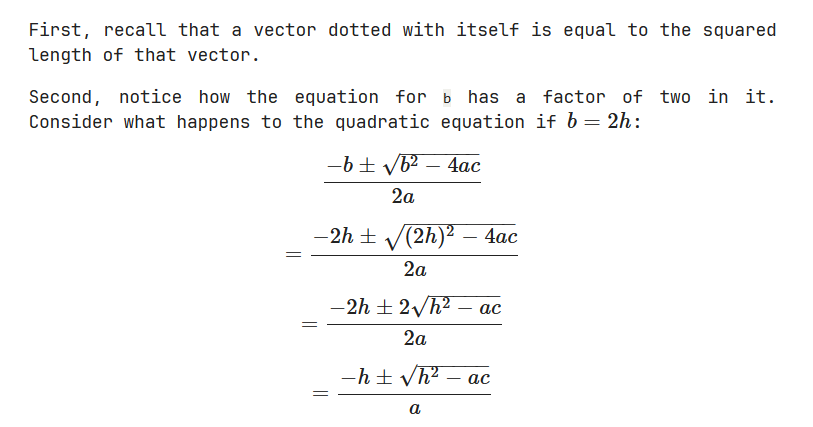 First, recall that a vector dotted with itself is equal to the squared
length of that vector.
Second, notice how the equation for b has a factor of two in it.
Consider what happens to the quadratic equation if b = 2h:
\frac{-b \pm \sqrt{b^2 - 4ac}}{2a}
= \frac{-2h \pm \sqrt{(2h)^2 - 4ac}}{2a}
= \frac{-2h \pm 2\sqrt{h^2 - ac}}{2a}
= \frac{-h \pm \sqrt{h^2 - ac}}{a}